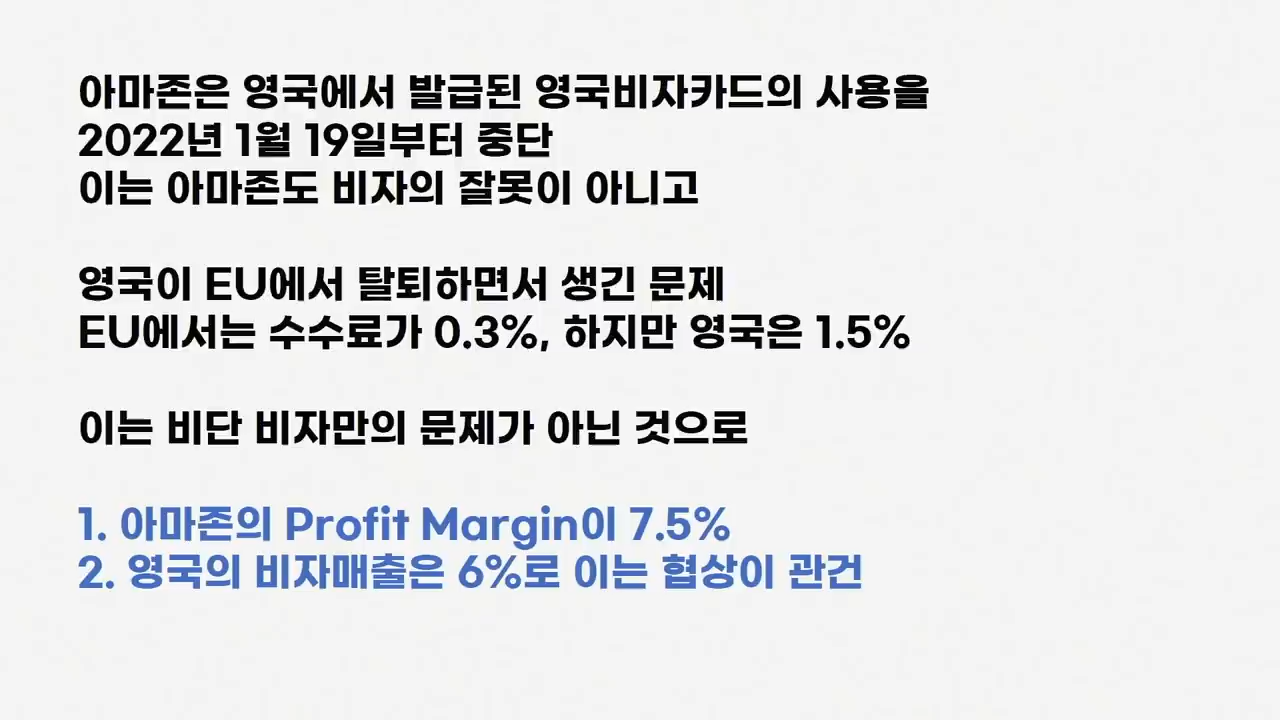 아마존은 영국에서 발급된 영국비자카드의 사용을
2022년 1월 19일부터 중단
이는 아마존도 비자의 잘못이 아니고
영국이 EU에서 탈퇴하면서 생긴 문제
EU에서는 수수료가 0.3%, 하지만 영국은 1.5%
이는 비단 비자만의 문제가 아닌 것으로
1. 아마존의 Profit Margin이 7.5%
2. 영국의 비자매출은 6%로 이는 협상이 관건